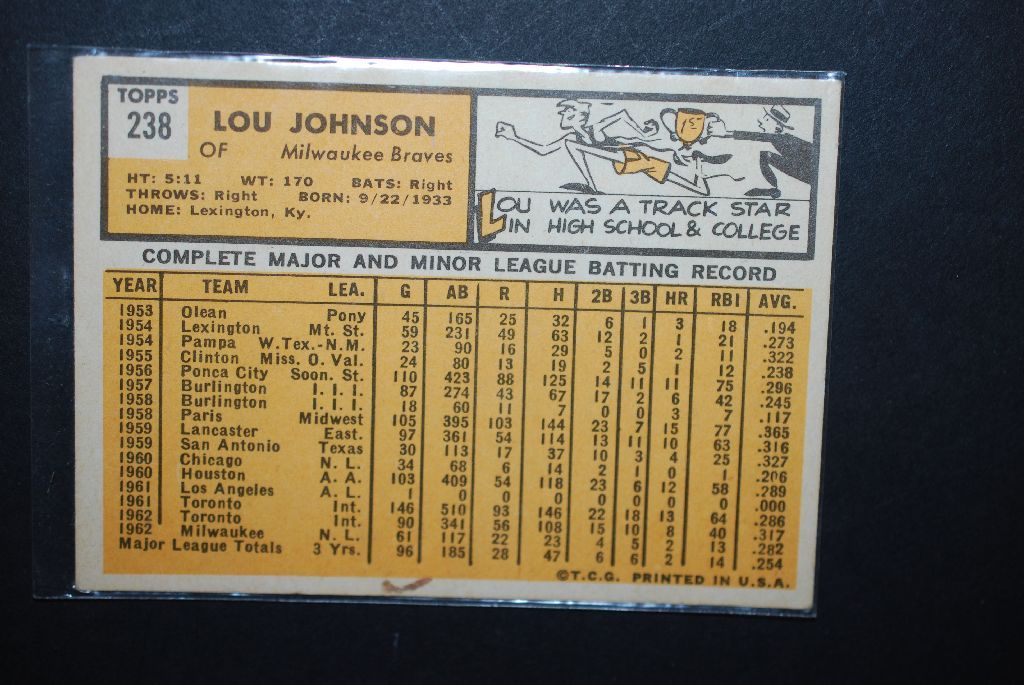 TOPPS
238
LOU JOHNSON
OF Milwaukee Braves
HT: 5:11 WT: 170 BATS: Right
THROWS: Right BORN: 9/22/1933
HOME: Lexington, Ky.
1ST
LOU WAS A TRACK STAR
IN HIGH SCHOOL & COLLEGE
COMPLETE MAJOR AND MINOR LEAGUE BATTING RECORD
YEAR TEAM LEA. G AB R H 2B 3B HR RBI AVG.
1953 Olean Pony 45 165 25 32 6 1 3 18 .194
1954 Lexington Mt. St. 59 231 49 63 12 2 1 21 .273
1954 Pampa W.Tex.-N.M. 23 90 16 29 5 0 2 11 .322
1955 Clinton Miss. O. Val. 24 80 13 19 2 5 1 12 .238
1956 Ponca City Soon. St. 110 423 88 125 14 11 11 75 .296
1957 Burlington I. I. I. 87 274 43 67 17 2 6 42 .245
1958 Burlington I. I. I. 18 60 11 7 0 0 3 7 .117
1958 Paris Midwest 105 395 103 144 23 7 15 77 .365
1959 Lancaster East. 97 361 54 114 13 11 10 63 .316
1959 San Antonio Texas 30 113 17 37 10 3 4 25 .327
1960 Chicago N. L. 34 68 6 14 2 1 0 1 .206
1960 Houston A. A. 103 409 54 118 23 6 12 58 .289
1961 Los Angeles A. L. 1 0 0 0 0 0 0 0 .000
1961 Toronto Int. 146 510 93 146 22 18 13 64 .286
1962 Toronto Int. 90 341 56 108 15 10 8 40 .317
1962 Milwaukee N. L. 61 117 22 23 4 5 2 13 .282
Major League Totals 3 Yrs. 96 185 28 47 6 6 2 14 .254
©T.C.G. PRINTED IN U.S.A.